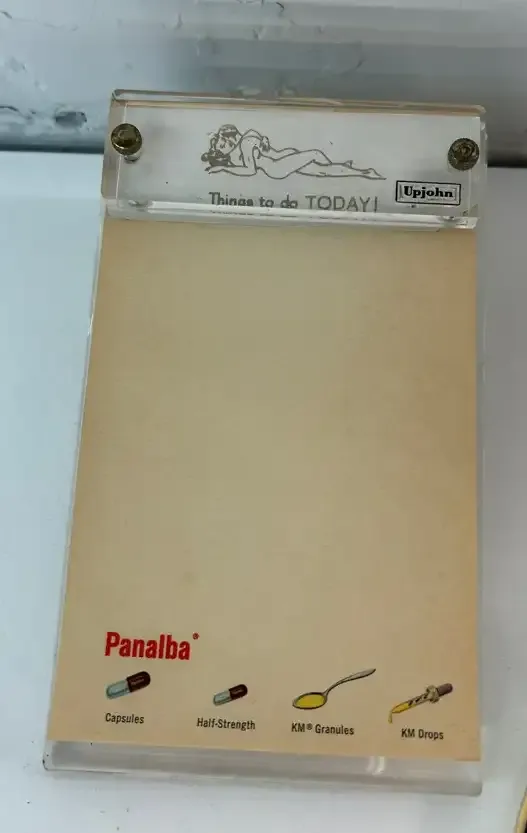 Things to do TODAY!
Upjohn
Panalba*
Capsules
Half-Strength
KM® Granules
KM Drops